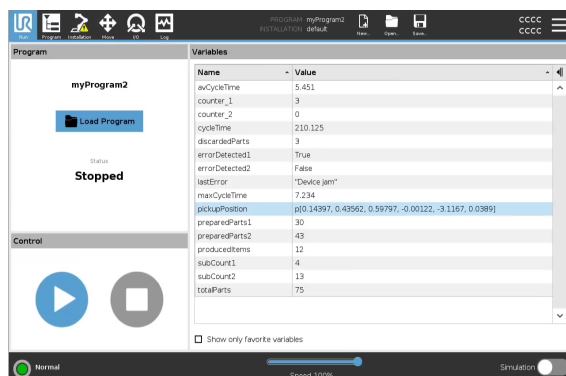 UR
PROGRAM myProgram2
INSTALLATION default
CCCC
CCCC
Run Program Installation Move I/O Log New... Open... Save...
Program
Variables
Name Value
myProgram2
Load Program
Status
Stopped
avCycleTime 5.451
counter_1 3
counter_2 0
cycleTime 210.125
discardedParts 3
errorDetected1 True
errorDetected2 False
lastError "Device jam"
maxCycleTime 7.234
pickupPosition p[0.14397, 0.43562, 0.59797, -0.00122, -3.1167, 0.0389]
preparedParts1 30
preparedParts2 43
producedItems 12
subCount1 4
subCount2 13
totalParts 75
Control
Show only favorite variables
Normal
Speed 100%
Simulation